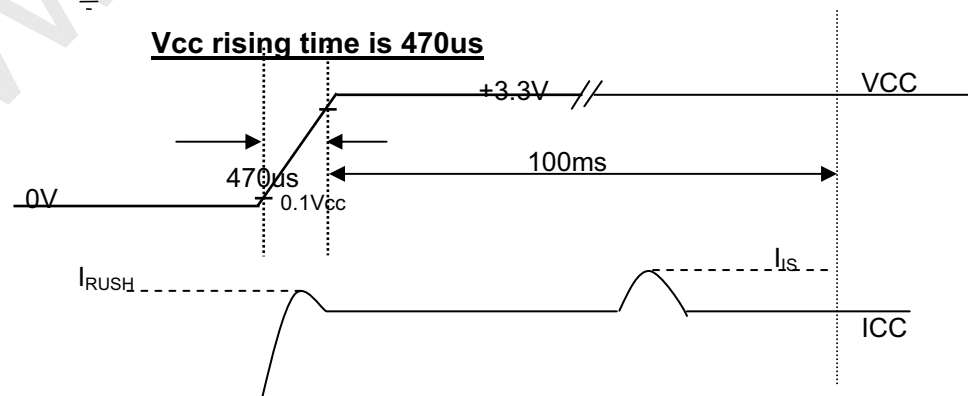 Vcc rising time is 470us
VCC
+3.3V
100ms
470us
0V
0.1Vcc
IRUSH
IIS
ICC